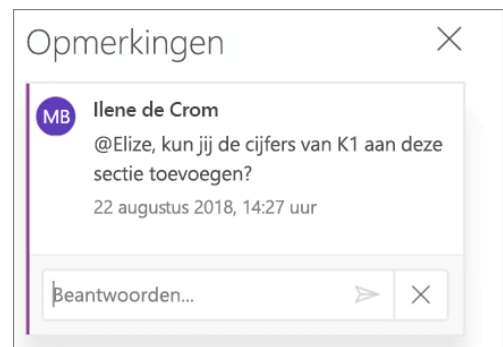 Opmerkingen
MB
Ilene de Crom
@Elize, kun jij de cijfers van K1 aan deze
sectie toevoegen?
22 augustus 2018, 14:27 uur
Beantwoorden...